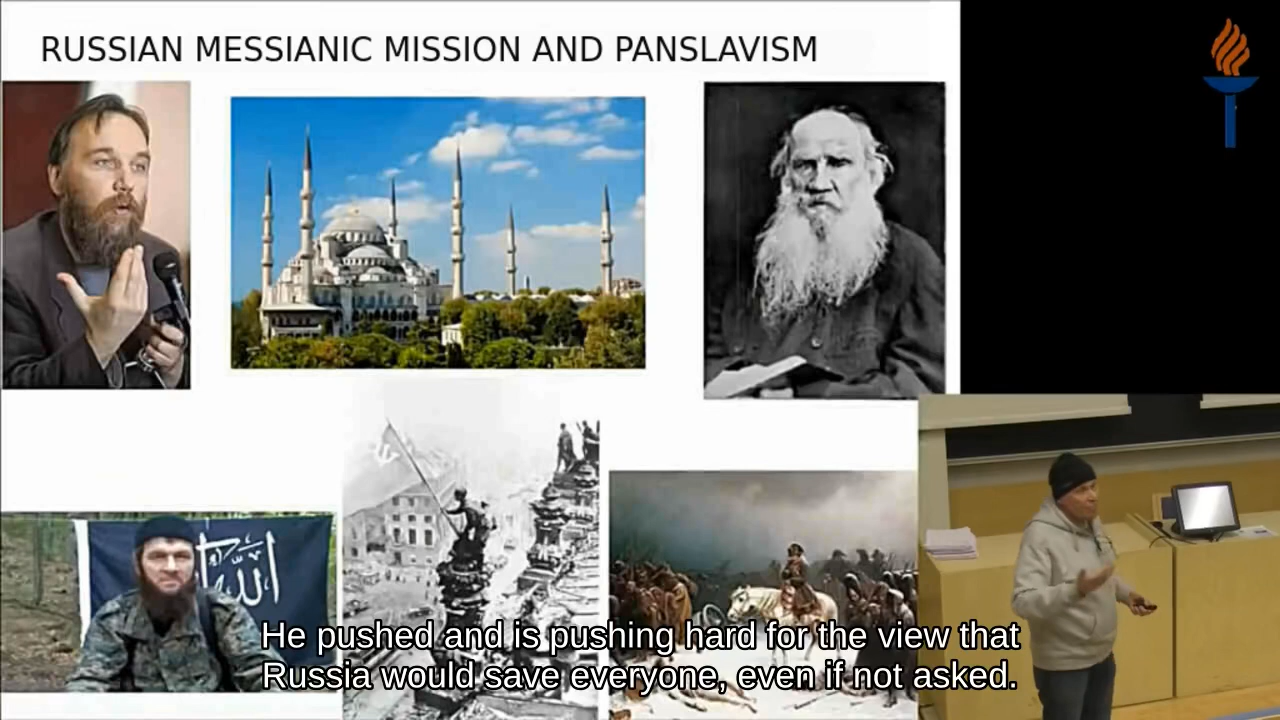 RUSSIAN MESSIANIC MISSION AND PANSLAVISM
الله
He pushed and is pushing hard for the view that
Russia would save everyone, even if not asked.